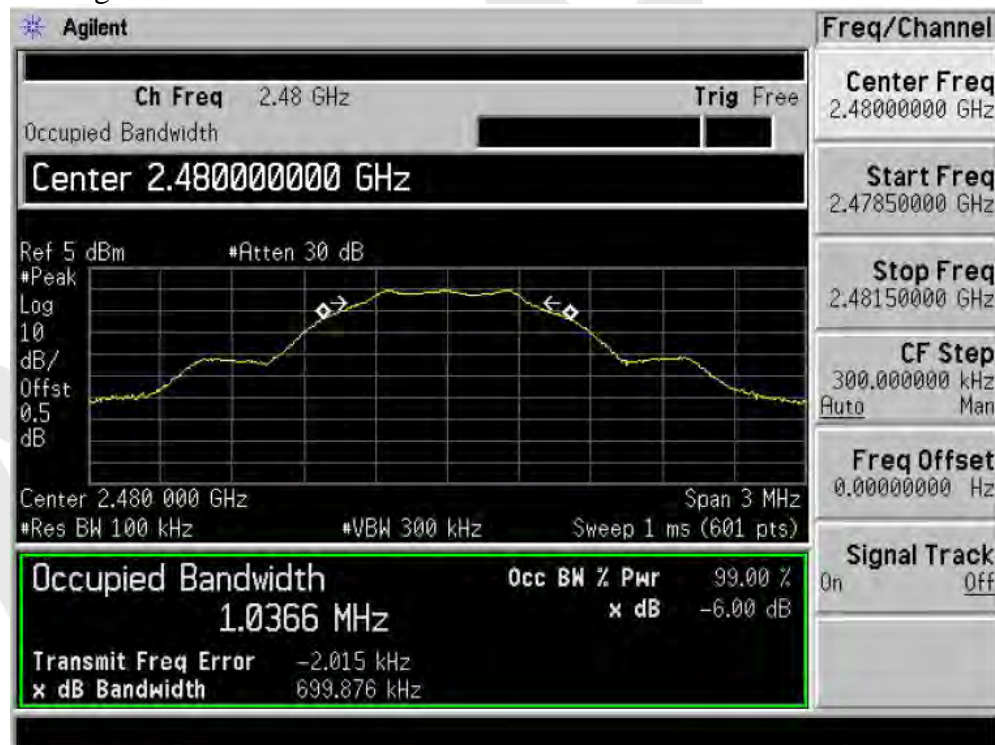 Agilent
Freq/Channel
Ch Freq 2.48 GHz Trig Free
Occupied Bandwidth
Center 2.480000000 GHz
Ref 5 dBm #Atten 30 dB
#Peak
Log
10
dB/
Offst
0.5
dB
Center 2.480 000 GHz Span 3 MHz
#Res BW 100 kHz #VBW 300 kHz Sweep 1 ms (601 pts)
Occupied Bandwidth Occ BW % Pwr 99.00 %
1.0366 MHz x dB -6.00 dB
Transmit Freq Error -2.015 kHz
x dB Bandwidth 699.876 kHz
Center Freq
2.48000000 GHz
Start Freq
2.47850000 GHz
Stop Freq
2.48150000 GHz
CF Step
300.000000 kHz
Auto Man
Freq Offset
0.00000000 Hz
Signal Track
On Off